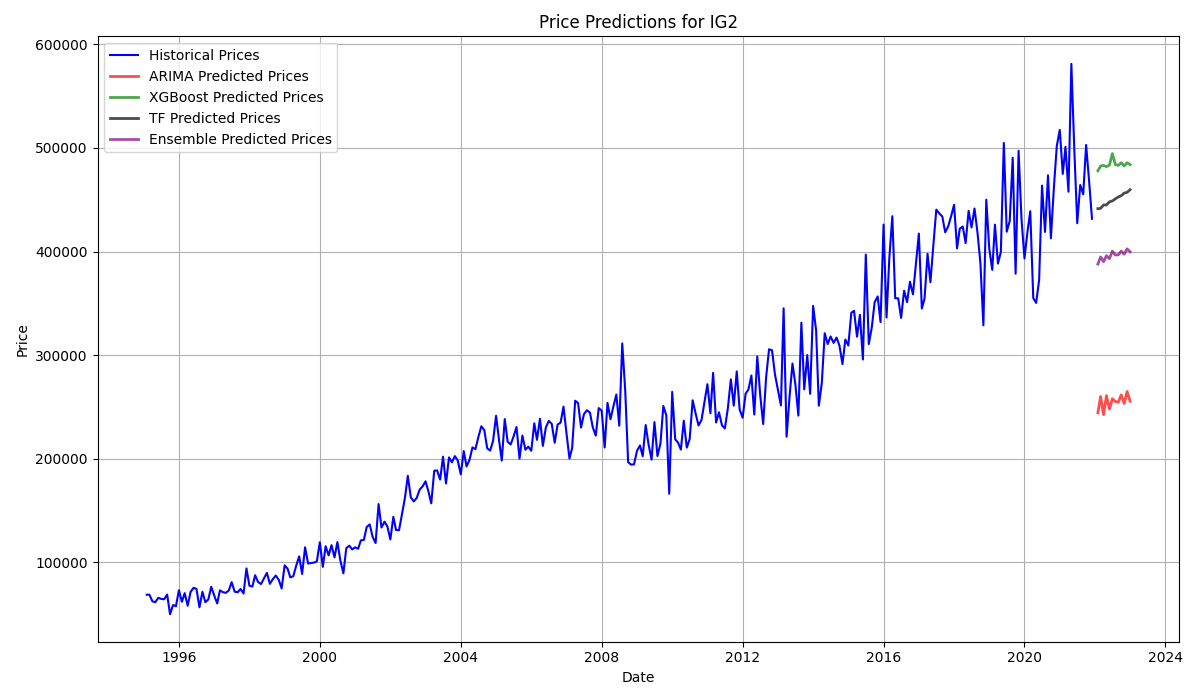 Price Predictions for IG2
Historical Prices
ARIMA Predicted Prices
XGBoost Predicted Prices
TF Predicted Prices
Ensemble Predicted Prices
600000
500000
400000
300000
200000
100000
Price
1996 2000 2004 2008 2012 2016 2020 2024
Date